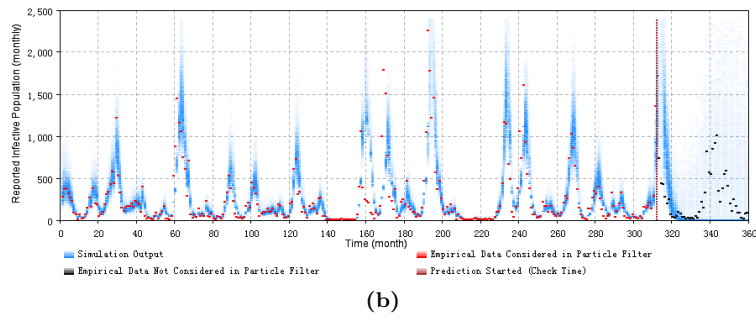 Reported Infective Population (monthly)
2,500
2,000
1,500
1,000
500
0
0 20 40 60 80 100 120 140 160 180 200 220 240 260 280 300 320 340 360
Time (month)
Simulation Output
Empirical Data Considered in Particle Filter
Empirical Data Not Considered in Particle Filter
Prediction Started (Check Time)
(b)